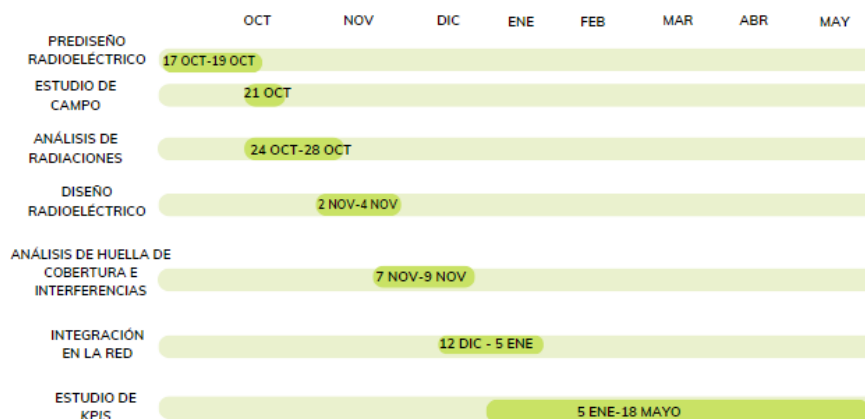 OCT NOV DIC ENE FEB MAR ABR MAY
PREDISEÑO
RADIOELÉCTRICO
17 OCT-19 OCT
ESTUDIO DE
CAMPO
21 OCT
ANÁLISIS DE
RADIACIONES
24 OCT-28 OCT
DISEÑO
RADIOELÉCTRICO
2 NOV-4 NOV
ANÁLISIS DE HUELLA DE
COBERTURA E
INTERFERENCIAS
7 NOV-9 NOV
INTEGRACIÓN
EN LA RED
12 DIC - 5 ENE
ESTUDIO DE
KPIS
5 ENE-18 MAYO